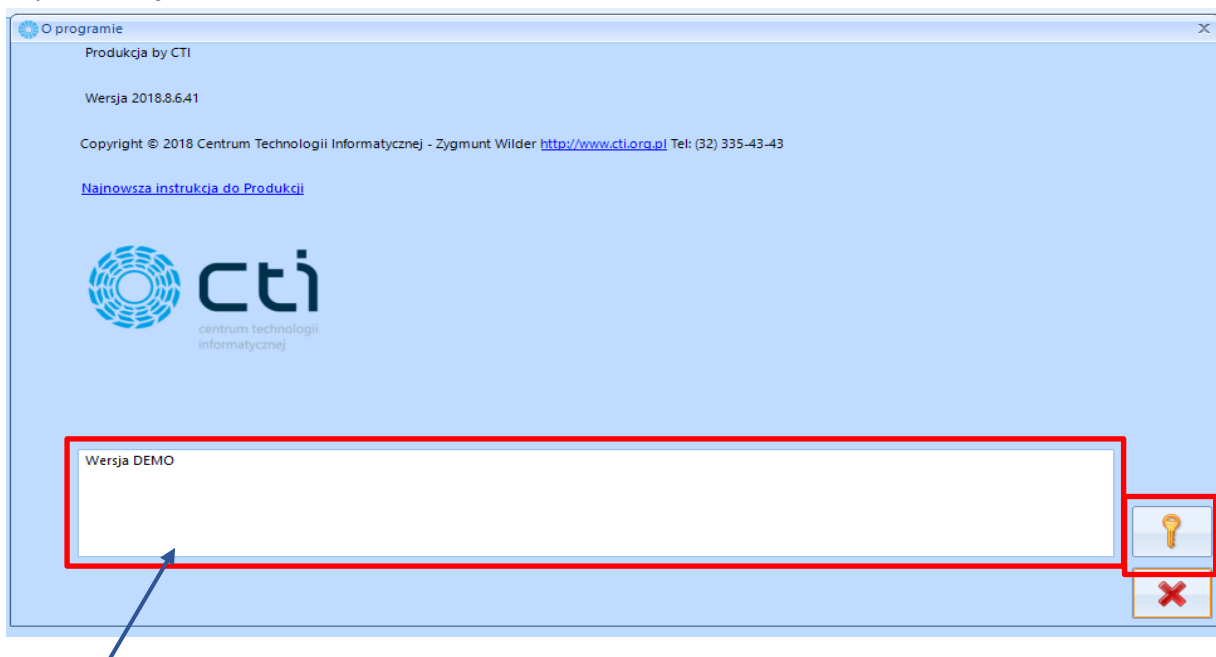 O programie
Produkcja by CTI
Wersja 2018.8.6.41
Copyright © 2018 Centrum Technologii Informatycznej - Zygmunt Wilder http://www.cti.org.pl Tel: (32) 335-43-43
Najnowsza instrukcja do Produkcji
cti
centrum technologii
informatycznej
Wersja DEMO